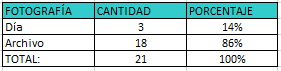 FOTOGRAFÍA CANTIDAD PORCENTAJE
Día 3 14%
Archivo 18 86%
TOTAL: 21 100%